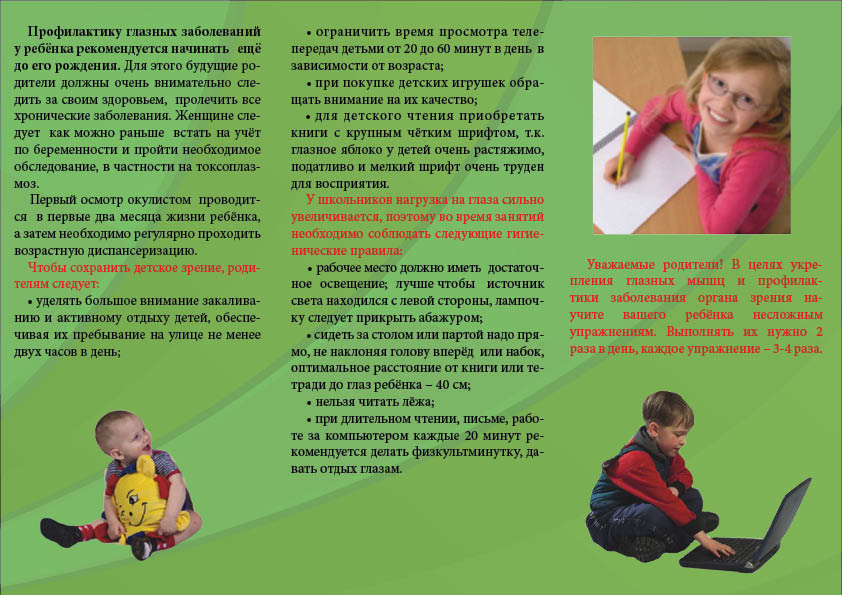 Профилактику глазных заболеваний
у ребёнка рекомендуется начинать ещё
до его рождения. Для этого будущие ро-
дители должны очень внимательно сле-
дить за своим здоровьем, пролечить все
хронические заболевания. Женщине сле-
дует как можно раньше встать на учёт
по беременности и пройти необходимое
обследование, в частности на токсоплаз-
моз.
Первый осмотр окулистом проводит-
ся в первые два месяца жизни ребёнка,
а затем необходимо регулярно проходить
возрастную диспансеризацию.
Чтобы сохранить детское зрение, роди-
телям следует:
• уделять большое внимание закалива-
нию и активному отдыху детей, обеспе-
чивая их пребывание на улице не менее
двух часов в день;
• ограничить время просмотра теле-
передач детьми от 20 до 60 минут в день в
зависимости от возраста;
• при покупке детских игрушек обра-
щать внимание на их качество;
• для детского чтения приобретать
книги с крупным чётким шрифтом, т.к.
глазное яблоко у детей очень растяжимо,
податливо и мелкий шрифт очень труден
для восприятия.
У школьников нагрузка на глаза сильно
увеличивается, поэтому во время занятий
необходимо соблюдать следующие гигие-
нические правила:
• рабочее место должно иметь достаточ-
ное освещение; лучше чтобы источник
света находился с левой стороны, лампоч-
ку следует прикрыть абажуром;
• сидеть за столом или партой надо пря-
мо, не наклоняя голову вперёд или набок,
оптимальное расстояние от книги или те-
тради до глаз ребёнка – 40 см;
• нельзя читать лёжа;
• при длительном чтении, письме, рабо-
те за компьютером каждые 20 минут ре-
комендуется делать физкультминутку, да-
вать отдых глазам.
Уважаемые родители! В целях укре-
пления глазных мышц и профилак-
тики заболевания органа зрения на-
учите вашего ребёнка несложным
упражнениям. Выполнять их нужно 2
раза в день, каждое упражнение – 3-4 раза.